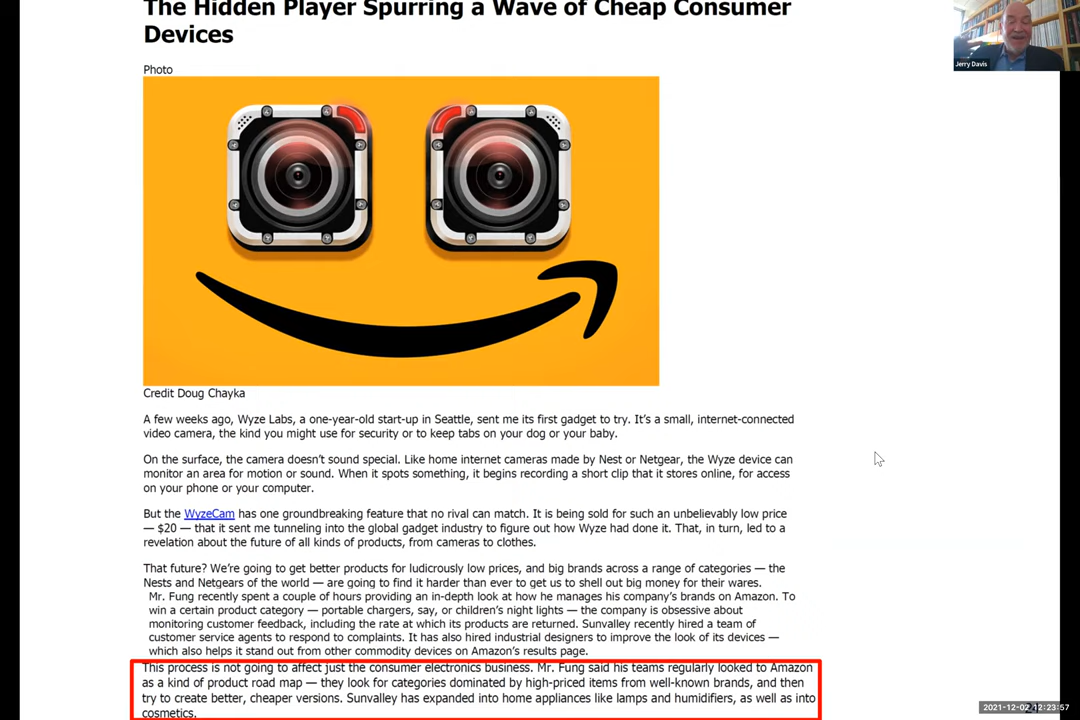 The Hidden Player Spurring a Wave of Cheap Consumer
Devices
Jerry Davis
Photo
Credit Doug Chayka
A few weeks ago, Wyze Labs, a one-year-old start-up in Seattle, sent me its first gadget to try. It's a small, internet-connected
video camera, the kind you might use for security or to keep tabs on your dog or your baby.
On the surface, the camera doesn't sound special. Like home internet cameras made by Nest or Netgear, the Wyze device can
monitor an area for motion or sound. When it spots something, it begins recording a short clip that it stores online, for access
on your phone or your computer.
But the WyzeCam has one groundbreaking feature that no rival can match. It is being sold for such an unbelievably low price
— $20 — that it sent me tunneling into the global gadget industry to figure out how Wyze had done it. That, in turn, led to a
revelation about the future of all kinds of products, from cameras to clothes.
That future? We're going to get better products for ludicrously low prices, and big brands across a range of categories — the
Nests and Netgears of the world — are going to find it harder than ever to get us to shell out big money for their wares.
Mr. Fung recently spent a couple of hours providing an in-depth look at how he manages his company's brands on Amazon. To
win a certain product category — portable chargers, say, or children's night lights — the company is obsessive about
monitoring customer feedback, including the rate at which its products are returned. Sunvalley recently hired a team of
customer service agents to respond to complaints. It has also hired industrial designers to improve the look of its devices —
which also helps it stand out from other commodity devices on Amazon's results page.
This process is not going to affect just the consumer electronics business. Mr. Fung said his teams regularly looked to Amazon
as a kind of product road map — they look for categories dominated by high-priced items from well-known brands, and then
try to create better, cheaper versions. Sunvalley has expanded into home appliances like lamps and humidifiers, as well as into
cosmetics.
2021-12-02 12:23:57